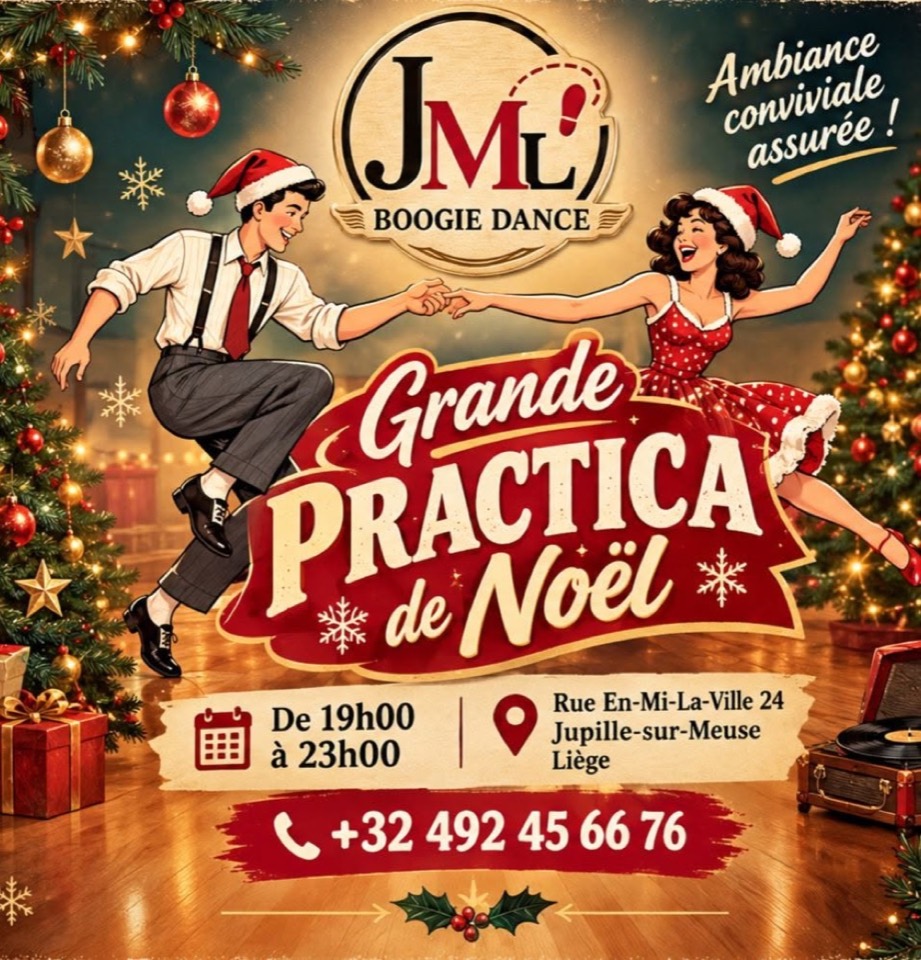 JML
BOOGIE DANCE
Ambiance
conviviale
assurée !
Grande
PRACTICA
de Noël
De 19h00
à 23h00
Rue En-Mi-La-Ville 24
Jupille-sur-Meuse
Liège
+32 492 45 66 76